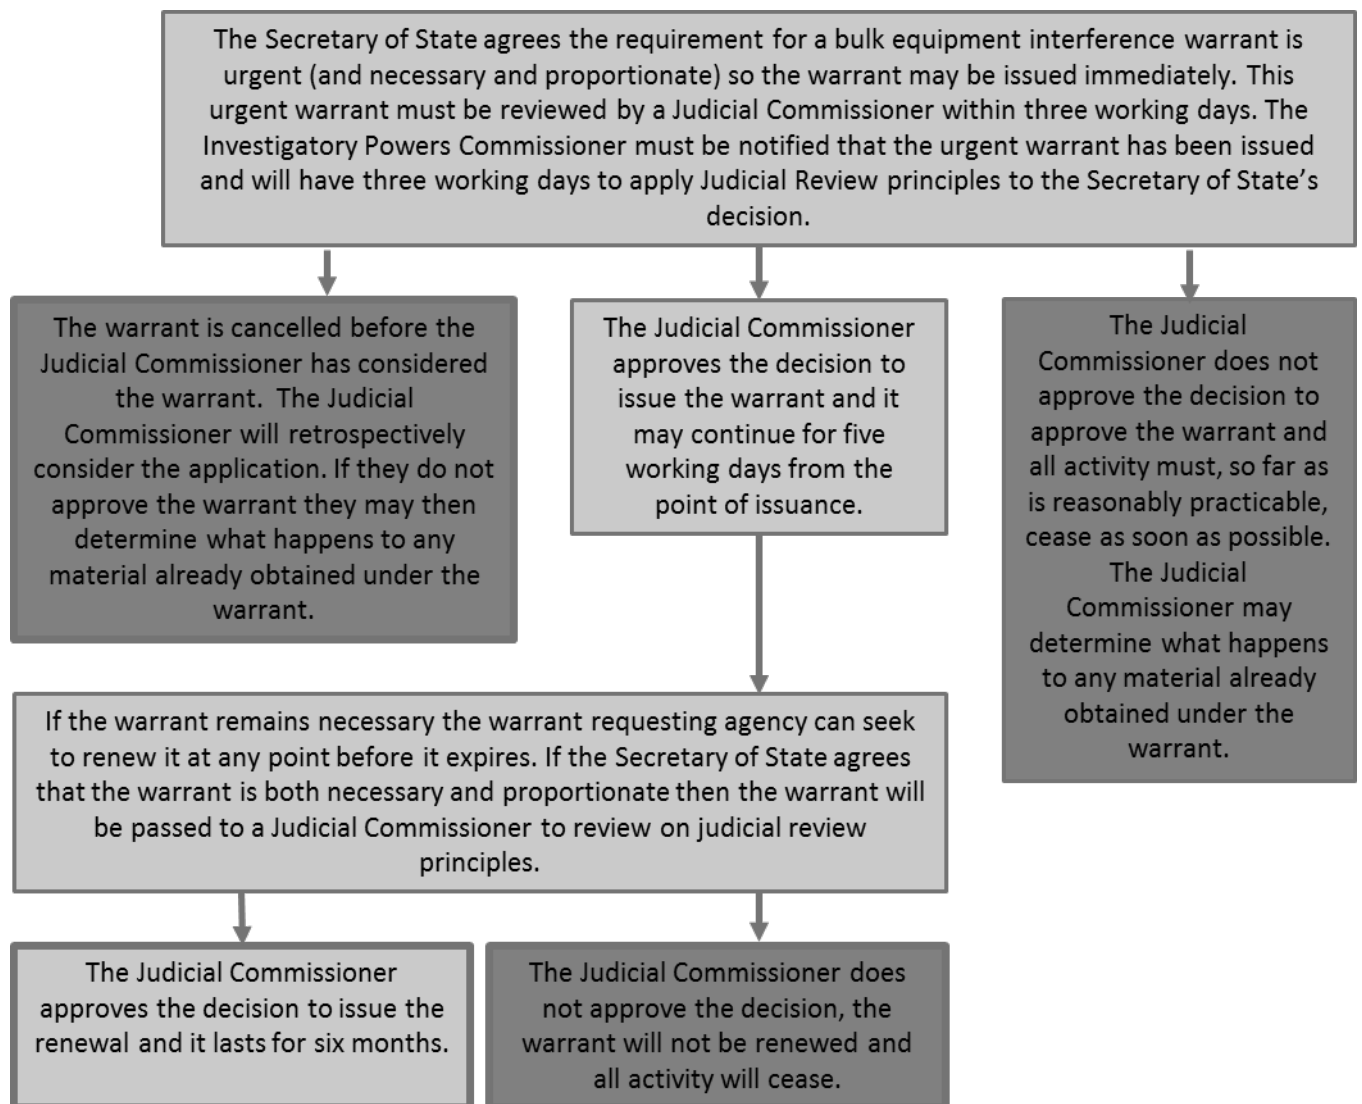 The Secretary of State agrees the requirement for a bulk equipment interference warrant is
urgent (and necessary and proportionate) so the warrant may be issued immediately. This
urgent warrant must be reviewed by a Judicial Commissioner within three working days. The
Investigatory Powers Commissioner must be notified that the urgent warrant has been issued
and will have three working days to apply Judicial Review principles to the Secretary of State’s
decision.
The warrant is cancelled before the
Judicial Commissioner has considered
the warrant. The Judicial
Commissioner will retrospectively
consider the application. If they do not
approve the warrant they may then
determine what happens to any
material already obtained under the
warrant.
The Judicial Commissioner
approves the decision to
issue the warrant and it
may continue for five
working days from the
point of issuance.
The Judicial
Commissioner does not
approve the decision to
approve the warrant and
all activity must, so far as
is reasonably practicable,
cease as soon as possible.
The Judicial
Commissioner may
determine what happens
to any material already
obtained under the
warrant.
If the warrant remains necessary the warrant requesting agency can seek
to renew it at any point before it expires. If the Secretary of State agrees
that the warrant is both necessary and proportionate then the warrant will
be passed to a Judicial Commissioner to review on judicial review
principles.
The Judicial Commissioner
approves the decision to issue the
renewal and it lasts for six months.
The Judicial Commissioner does
not approve the decision, the
warrant will not be renewed and
all activity will cease.